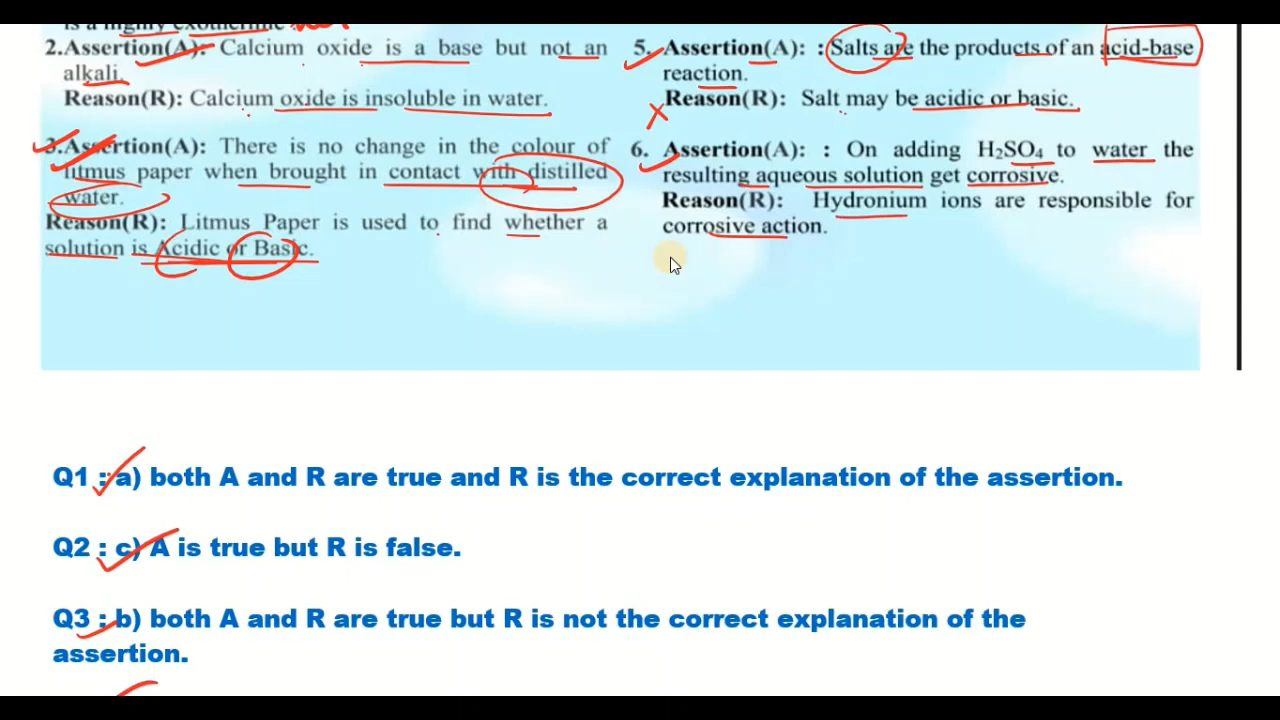 is a highly exothermic
2.Assertion(A): Calcium oxide is a base but not an
alkali.
Reason(R): Calcium oxide is insoluble in water.
3.Assertion(A): There is no change in the colour of
litmus paper when brought in contact with distilled
water.
Reason(R): Litmus Paper is used to find whether a
solution is Acidic or Basic.
5. Assertion(A): : Salts are the products of an acid-base
reaction.
Reason(R): Salt may be acidic or basic.
6. Assertion(A): : On adding H₂SO₄ to water the
resulting aqueous solution get corrosive.
Reason(R): Hydronium ions are responsible for
corrosive action.
Q1 : a) both A and R are true and R is the correct explanation of the assertion.
Q2 : c) A is true but R is false.
Q3 : b) both A and R are true but R is not the correct explanation of the
assertion.